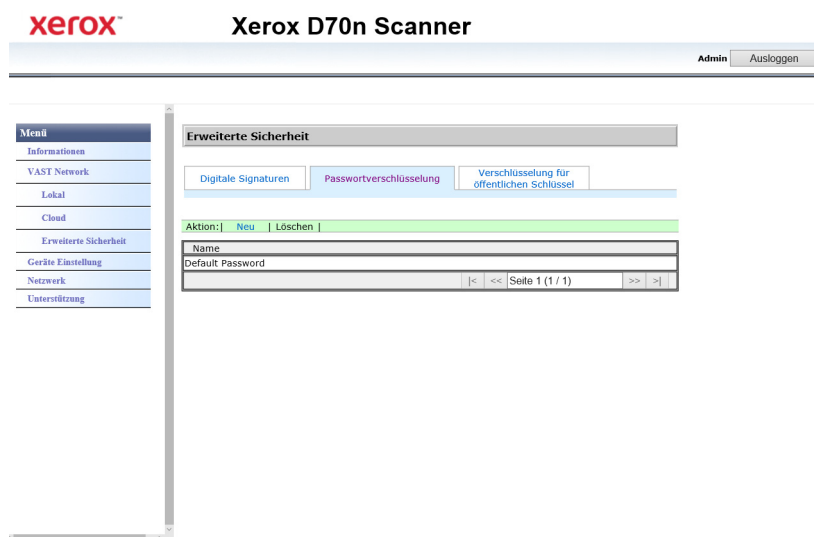 xerox™
Xerox D70n Scanner
Admin Ausloggen
Menü
Informationen
VAST Network
Lokal
Cloud
Erweiterte Sicherheit
Geräte Einstellung
Netzwerk
Unterstützung
Erweiterte Sicherheit
Digitale Signaturen
Passwortverschlüsselung
Verschlüsselung für
öffentlichen Schlüssel
Aktion:| Neu | Löschen |
Name
Default Password
|< << Seite 1 (1 / 1) >> >|